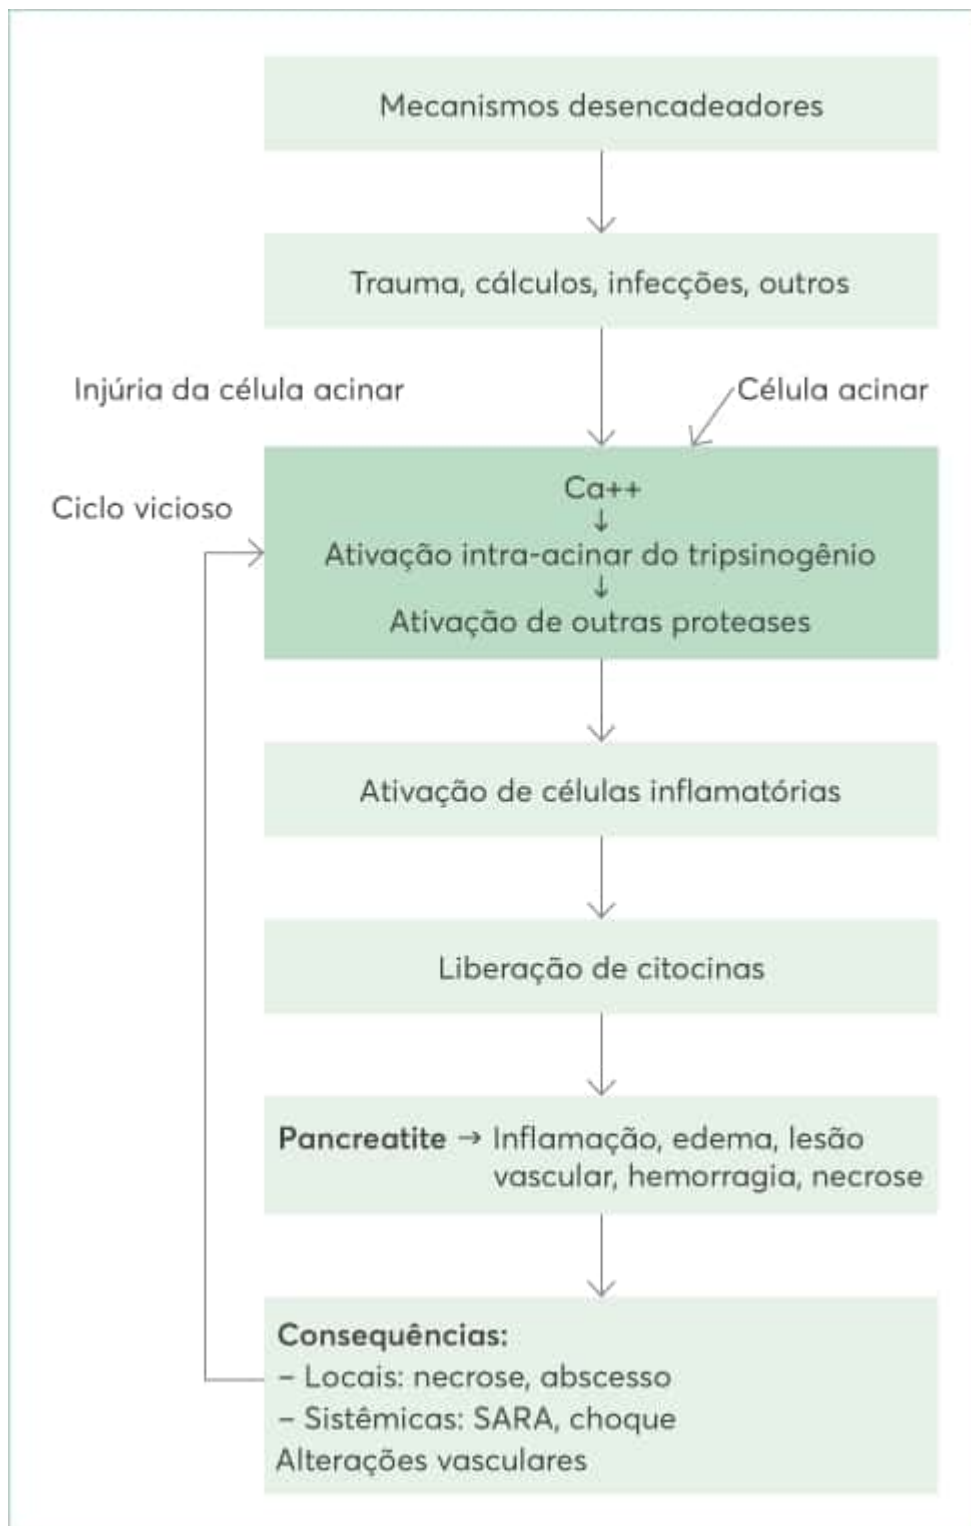 Mecanismos desencadeadores
Trauma, cálculos, infecções, outros
Injúria da célula acinar
Célula acinar
Ciclo vicioso
Ca++
↓
Ativação intra-acinar do tripsinogênio
↓
Ativação de outras proteases
Ativação de células inflamatórias
Liberação de citocinas
Pancreatite → Inflamação, edema, lesão
vascular, hemorragia, necrose
Consequências:
– Locais: necrose, abscesso
– Sistêmicas: SARA, choque
Alterações vasculares